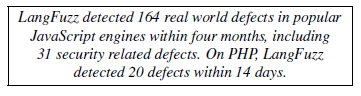 LangFuzz detected 164 real world defects in popular
JavaScript engines within four months, including
31 security related defects. On PHP, LangFuzz
detected 20 defects within 14 days.